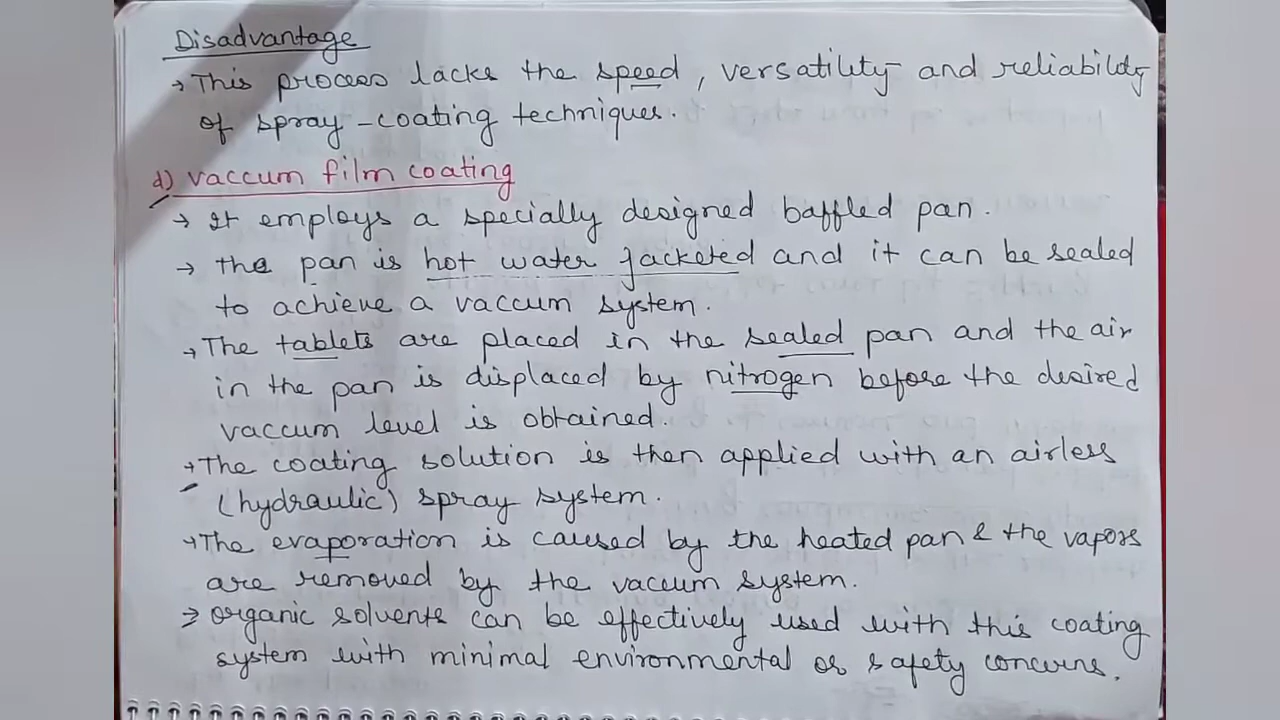 Disadvantage
→ This process lacks the speed, versatility and reliability
of spray-coating techniques.
d) vaccum film coating
→ It employs a specially designed baffled pan.
→ The pan is hot water jacketed and it can be sealed
to achieve a vaccum system.
→ The tablets are placed in the sealed pan and the air
in the pan is displaced by nitrogen before the desired
vaccum level is obtained.
→ The coating solution is then applied with an airless
(hydraulic) spray system.
→ The evaporation is caused by the heated pan & the vapors
are removed by the vaccum system.
→ organic solvents can be effectively used with this coating
system with minimal environmental or safety concerns.